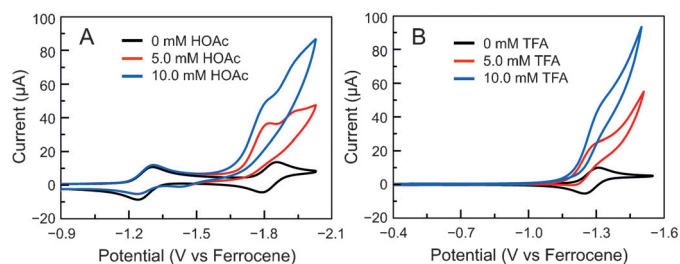 A
0 mM HOAc
5.0 mM HOAc
10.0 mM HOAc
Current (µA)
100
80
60
40
20
0
−20
−0.9 −1.2 −1.5 −1.8 −2.1
Potential (V vs Ferrocene)
B
0 mM TFA
5.0 mM TFA
10.0 mM TFA
Current (µA)
100
80
60
40
20
0
−20
−0.4 −0.7 −1.0 −1.3 −1.6
Potential (V vs Ferrocene)